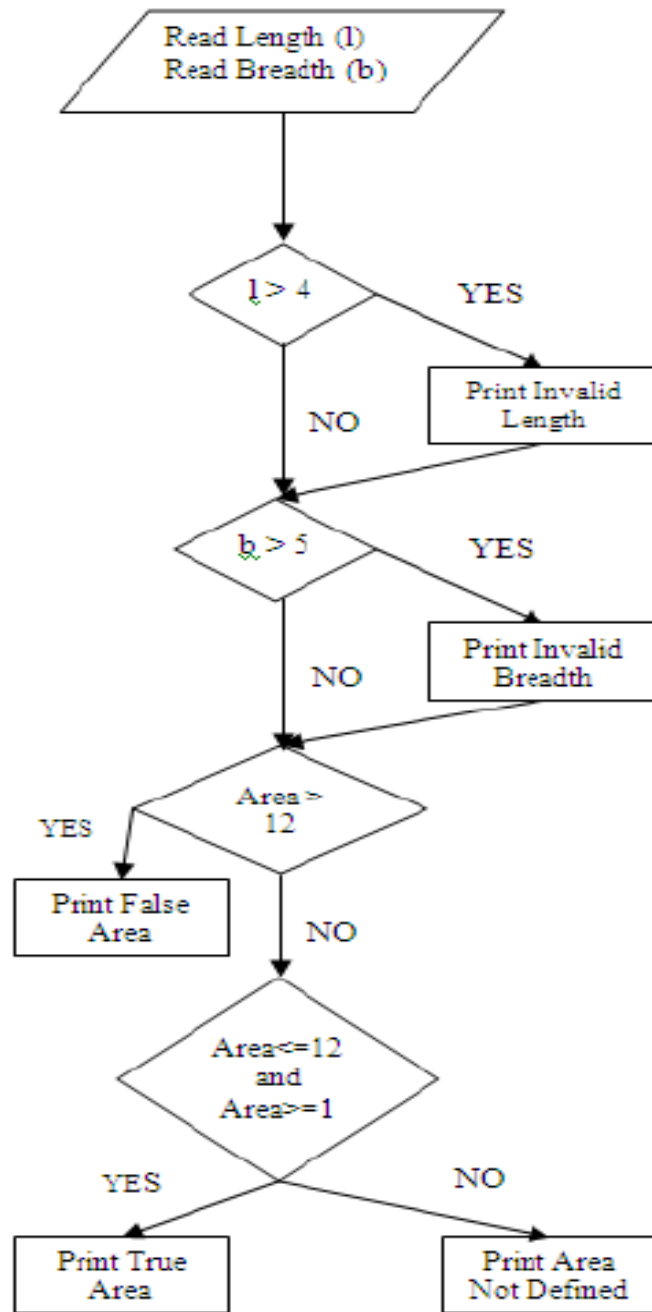 Read Length (l)
Read Breadth (b)
l > 4
YES
Print Invalid
Length
NO
b > 5
YES
Print Invalid
Breadth
NO
Area >
12
YES
Print False
Area
NO
Area<=12
and
Area>=1
YES
NO
Print True
Area
Print Area
Not Defined